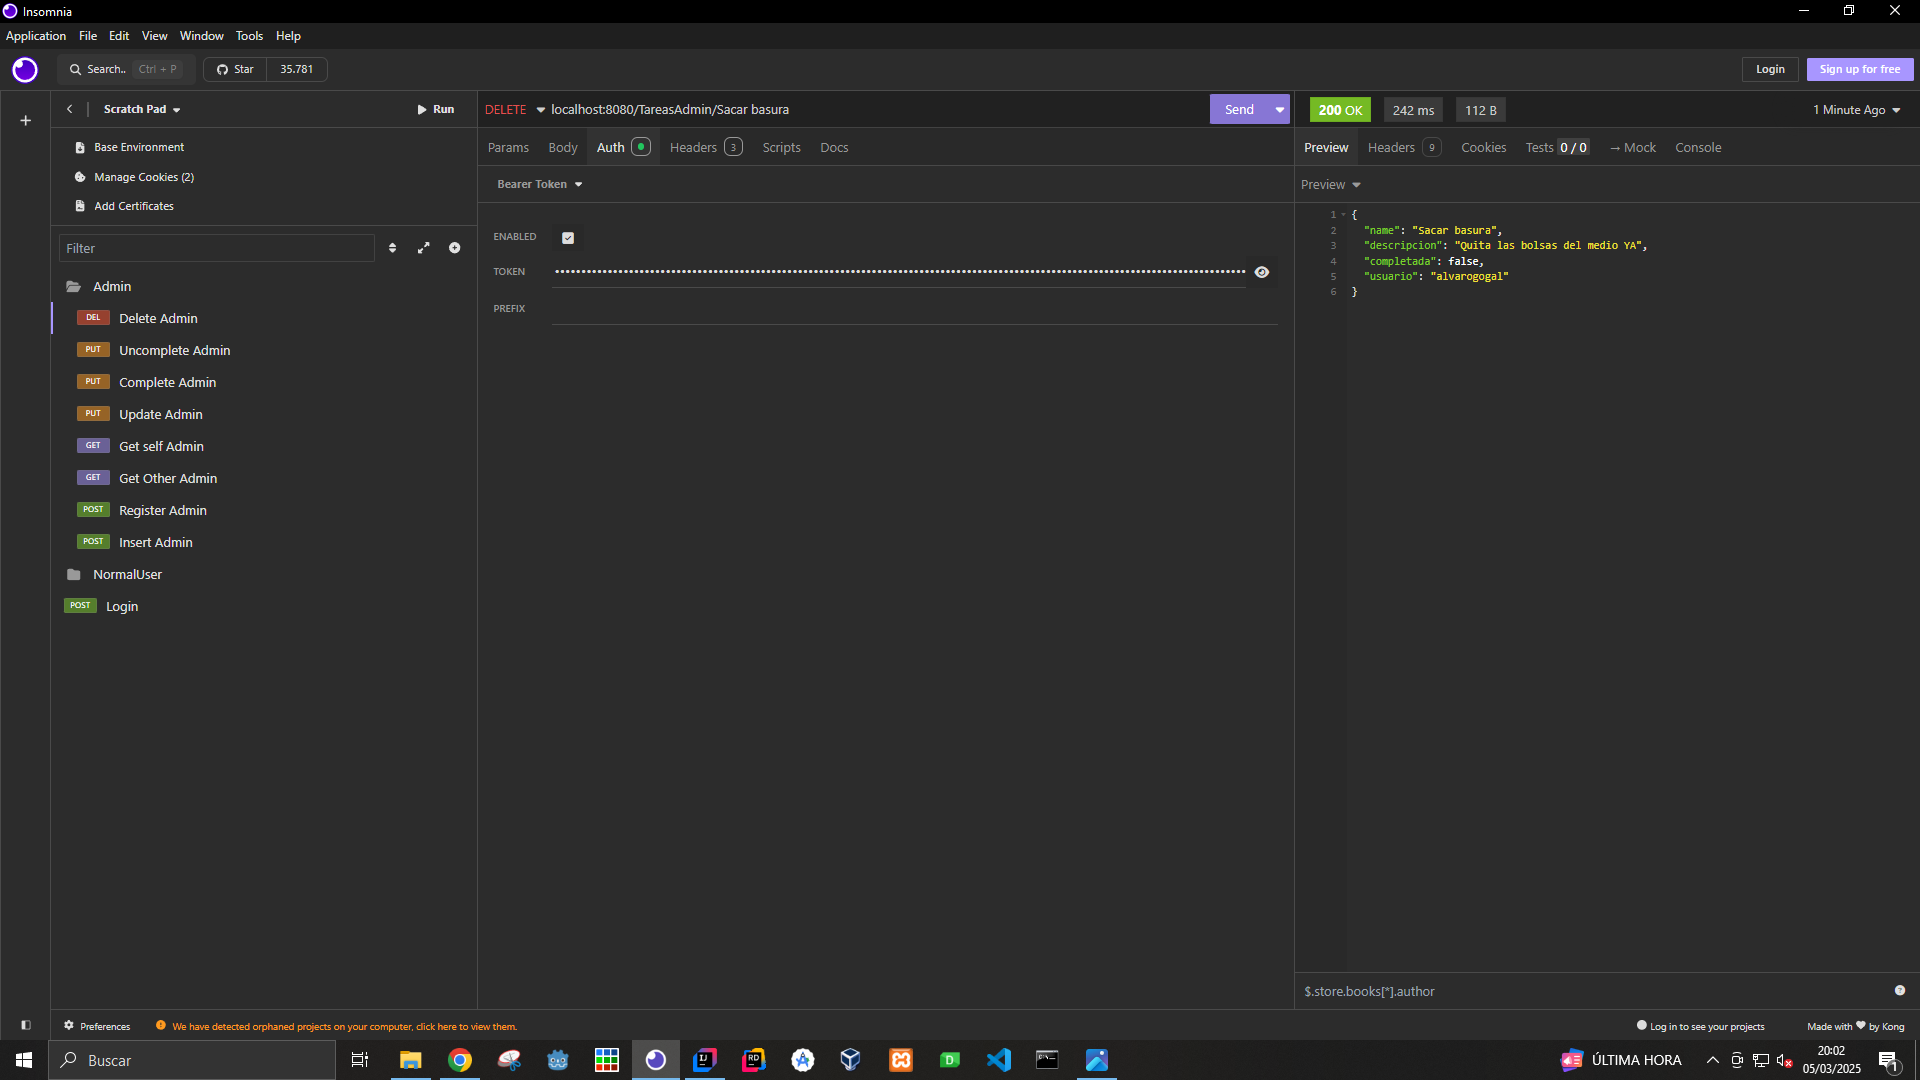 Insomnia
Application File Edit View Window Tools Help
Search.. Ctrl + P Star 35.781 Login Sign up for free
Scratch Pad Run
Base Environment
Manage Cookies (2)
Add Certificates
Filter
Admin
DEL Delete Admin
PUT Uncomplete Admin
PUT Complete Admin
PUT Update Admin
GET Get self Admin
GET Get Other Admin
POST Register Admin
POST Insert Admin
NormalUser
POST Login
DELETE localhost:8080/TareasAdmin/Sacar basura Send
Params Body Auth Headers 3 Scripts Docs
Bearer Token
ENABLED
TOKEN ••••••••••••••••••••••••••••••••••••••••••••••••••••••••••••••••••••••••••••••••••••••••••••••••••••••••••••••••••••••••••••••••••••
PREFIX
200 OK 242 ms 112 B 1 Minute Ago
Preview Headers 9 Cookies Tests 0 / 0 → Mock Console
Preview
1 {
2 "name": "Sacar basura",
3 "descripcion": "Quita las bolsas del medio YA",
4 "completada": false,
5 "usuario": "alvarogogal"
6 }
$.store.books[*].author
Preferences We have detected orphaned projects on your computer, click here to view them. Log in to see your projects Made with ♥ by Kong
Buscar ÚLTIMA HORA 20:02
05/03/2025 1